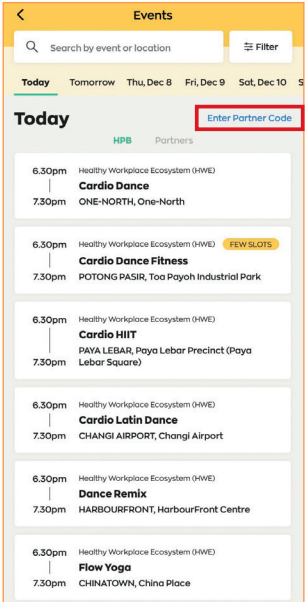 Events
Search by event or location
Filter
Today Tomorrow Thu, Dec 8 Fri, Dec 9 Sat, Dec 10 S
Today
Enter Partner Code
HPB Partners
6.30pm Healthy Workplace Ecosystem (HWE)
Cardio Dance
7.30pm ONE-NORTH, One-North
6.30pm Healthy Workplace Ecosystem (HWE) FEW SLOTS
Cardio Dance Fitness
7.30pm POTONG PASIR, Toa Payoh Industrial Park
6.30pm Healthy Workplace Ecosystem (HWE)
Cardio HIIT
PAYA LEBAR, Paya Lebar Precinct (Paya
7.30pm Lebar Square)
6.30pm Healthy Workplace Ecosystem (HWE)
Cardio Latin Dance
7.30pm CHANGI AIRPORT, Changi Airport
6.30pm Healthy Workplace Ecosystem (HWE)
Dance Remix
7.30pm HARBOURFRONT, HarbourFront Centre
6.30pm Healthy Workplace Ecosystem (HWE)
Flow Yoga
7.30pm CHINATOWN, China Place